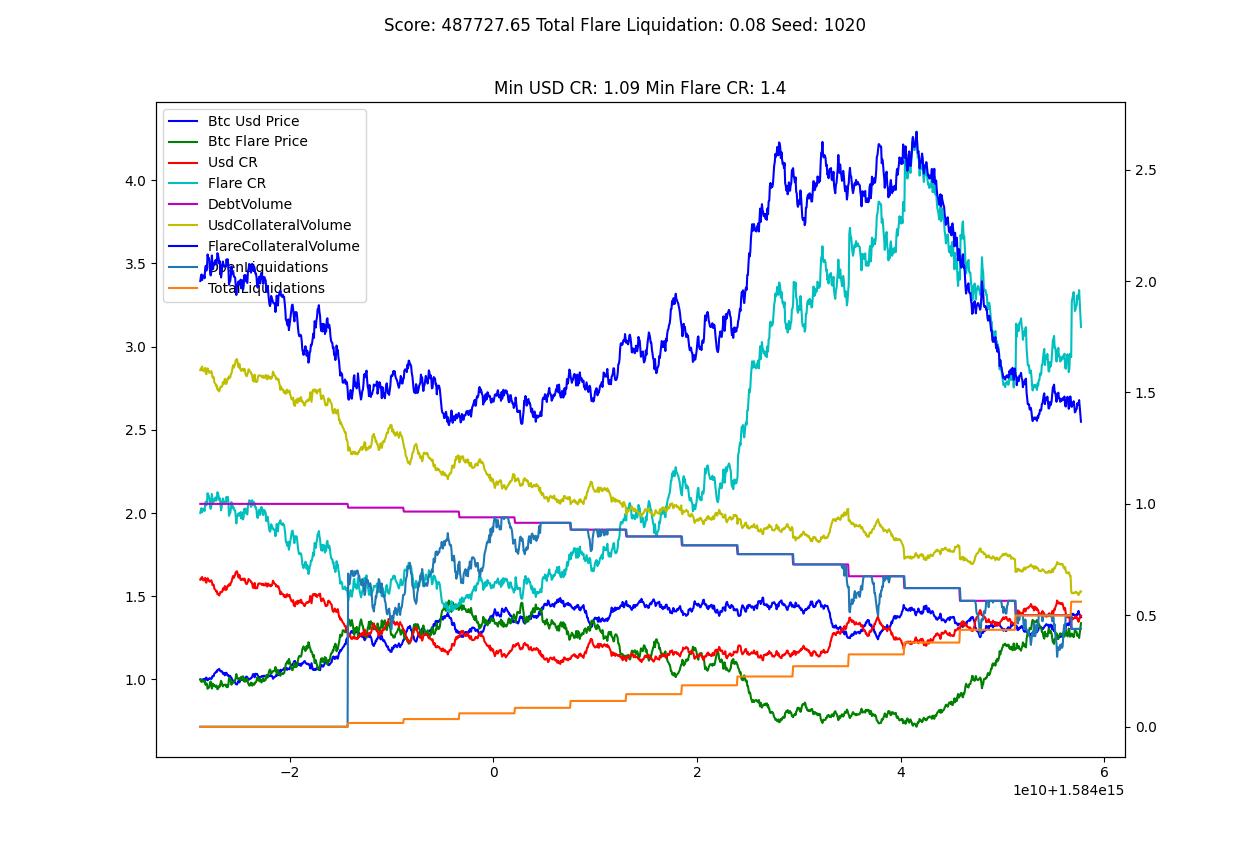 Score: 487727.65 Total Flare Liquidation: 0.08 Seed: 1020
Min USD CR: 1.09 Min Flare CR: 1.4
Btc Usd Price
Btc Flare Price
Usd CR
Flare CR
DebtVolume
UsdCollateralVolume
FlareCollateralVolume
OpenLiquidations
TotalLiquidations
4.0
3.5
3.0
2.5
2.0
1.5
1.0
2.5
2.0
1.5
1.0
0.5
0.0
−2
0
2
4
6
1e10+1.584e15